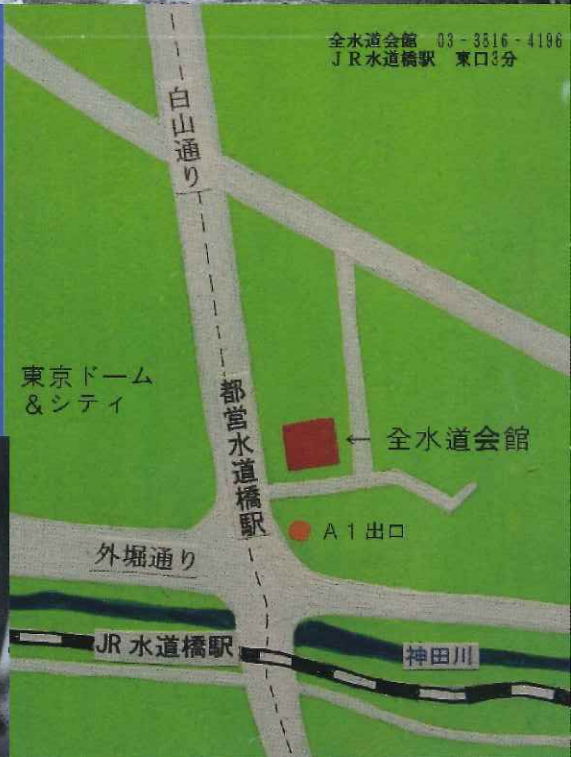 全水道会館 03-3816-4196
JR水道橋駅 東口3分
白山通り
東京ドーム
&シティ
都営水道橋駅
← 全水道会館
A1出口
外堀通り
JR水道橋駅
神田川